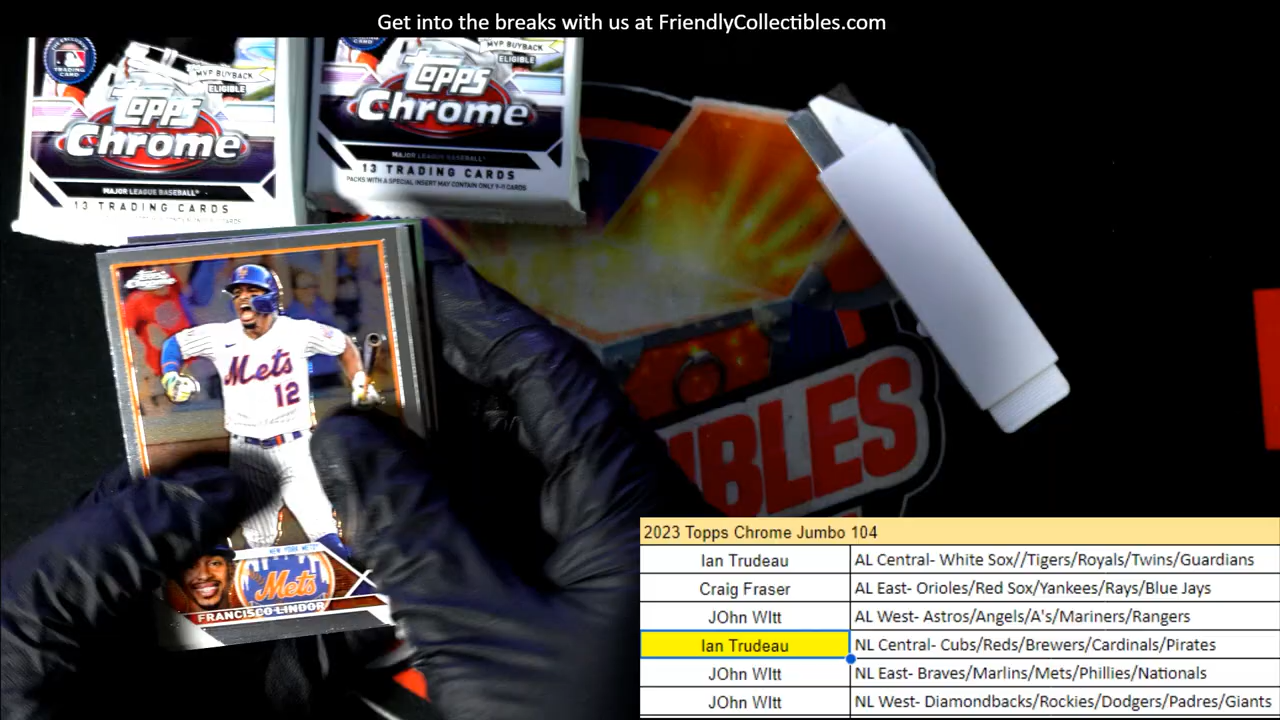 Get into the breaks with us at FriendlyCollectibles.com
TRADING CARD
MVP BUYBACK
ELIGIBLE
Topps
Chrome
MAJOR LEAGUE BASEBALL
13 TRADING CARDS
MVP BUYBACK
ELIGIBLE
Topps
Chrome
MAJOR LEAGUE BASEBALL
13 TRADING CARDS
PACKS WITH A SPECIAL INSERT MAY CONTAIN ONLY 9-11 CARDS
Mets
12
NEW YORK METS
Mets
FRANCISCO LINDOR
IBLES
2023 Topps Chrome Jumbo 104
Ian Trudeau AL Central- White Sox//Tigers/Royals/Twins/Guardians
Craig Fraser AL East- Orioles/Red Sox/Yankees/Rays/Blue Jays
JOhn WItt AL West- Astros/Angels/A's/Mariners/Rangers
Ian Trudeau NL Central- Cubs/Reds/Brewers/Cardinals/Pirates
JOhn WItt NL East- Braves/Marlins/Mets/Phillies/Nationals
JOhn WItt NL West- Diamondbacks/Rockies/Dodgers/Padres/Giants